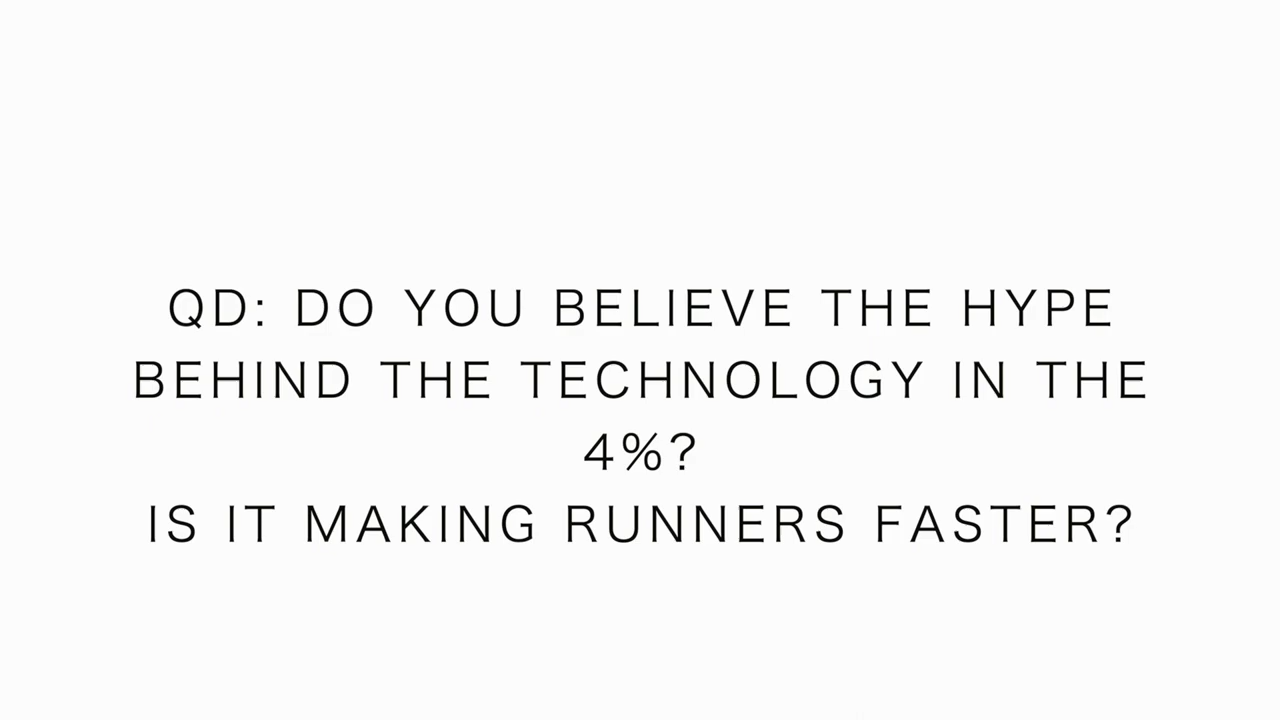 QD: DO YOU BELIEVE THE HYPE
BEHIND THE TECHNOLOGY IN THE
4%?
IS IT MAKING RUNNERS FASTER?